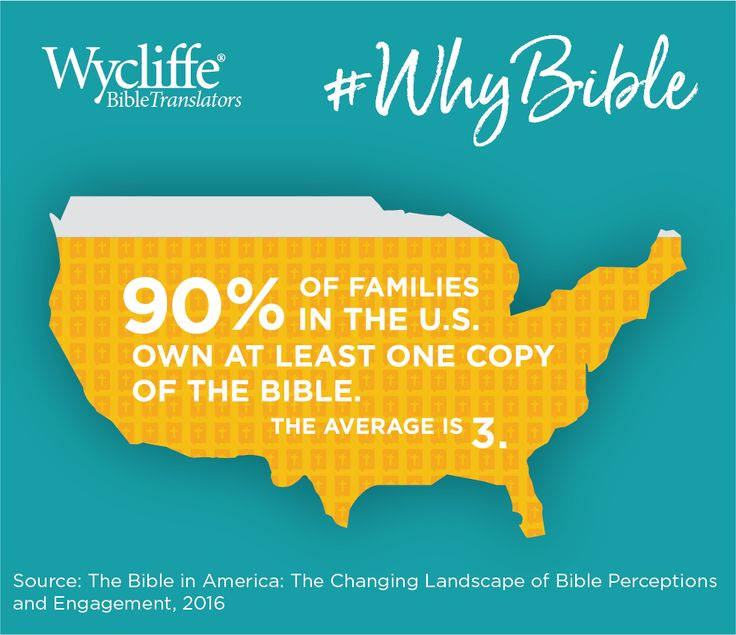 Wycliffe®
BibleTranslators
#WhyBible
90% OF FAMILIES
IN THE U.S.
OWN AT LEAST ONE COPY
OF THE BIBLE.
THE AVERAGE IS 3.
Source: The Bible in America: The Changing Landscape of Bible Perceptions
and Engagement, 2016